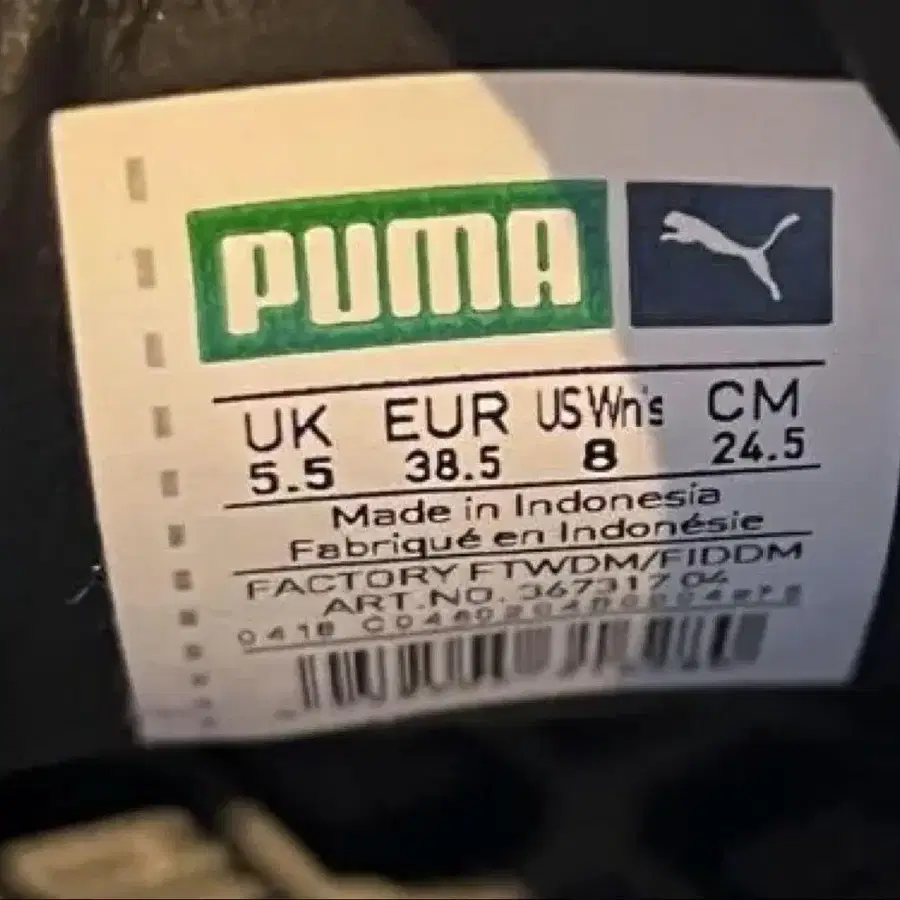 PUMA
UK EUR US Wn's CM
5.5 38.5 8 24.5
Made in Indonesia
Fabriqué en Indonésie
FACTORY FTWDM/FIDDM
ART.NO. 367317 04
0418